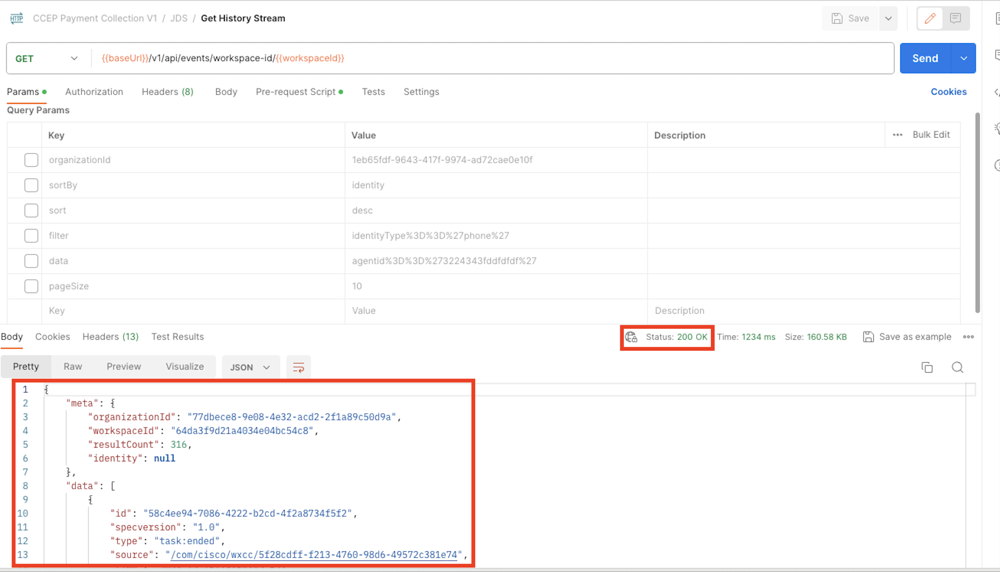 HTTP CCEP Payment Collection V1 / JDS / Get History Stream Save
GET {{baseUrl}}/v1/api/events/workspace-id/{{workspaceId}} Send
Params Authorization Headers (8) Body Pre-request Script Tests Settings Cookies
Query Params
Key Value Description Bulk Edit
organizationId 1eb65fdf-9643-417f-9974-ad72cae0e10f
sortBy identity
sort desc
filter identityType%3D%3D%27phone%27
data agentid%3D%3D%273224343fddfdfdf%27
pageSize 10
Key Value Description
Body Cookies Headers (13) Test Results Status: 200 OK Time: 1234 ms Size: 160.58 KB Save as example
Pretty Raw Preview Visualize JSON
1 {
2 "meta": {
3 "organizationId": "77dbece8-9e08-4e32-acd2-2f1a89c50d9a",
4 "workspaceId": "64da3f9d21a4034e04bc54c8",
5 "resultCount": 316,
6 "identity": null
7 },
8 "data": [
9 {
10 "id": "58c4ee94-7086-4222-b2cd-4f2a8734f5f2",
11 "specversion": "1.0",
12 "type": "task:ended",
13 "source": "/com/cisco/wxcc/5f28cdff-f213-4760-98d6-49572c381e74",